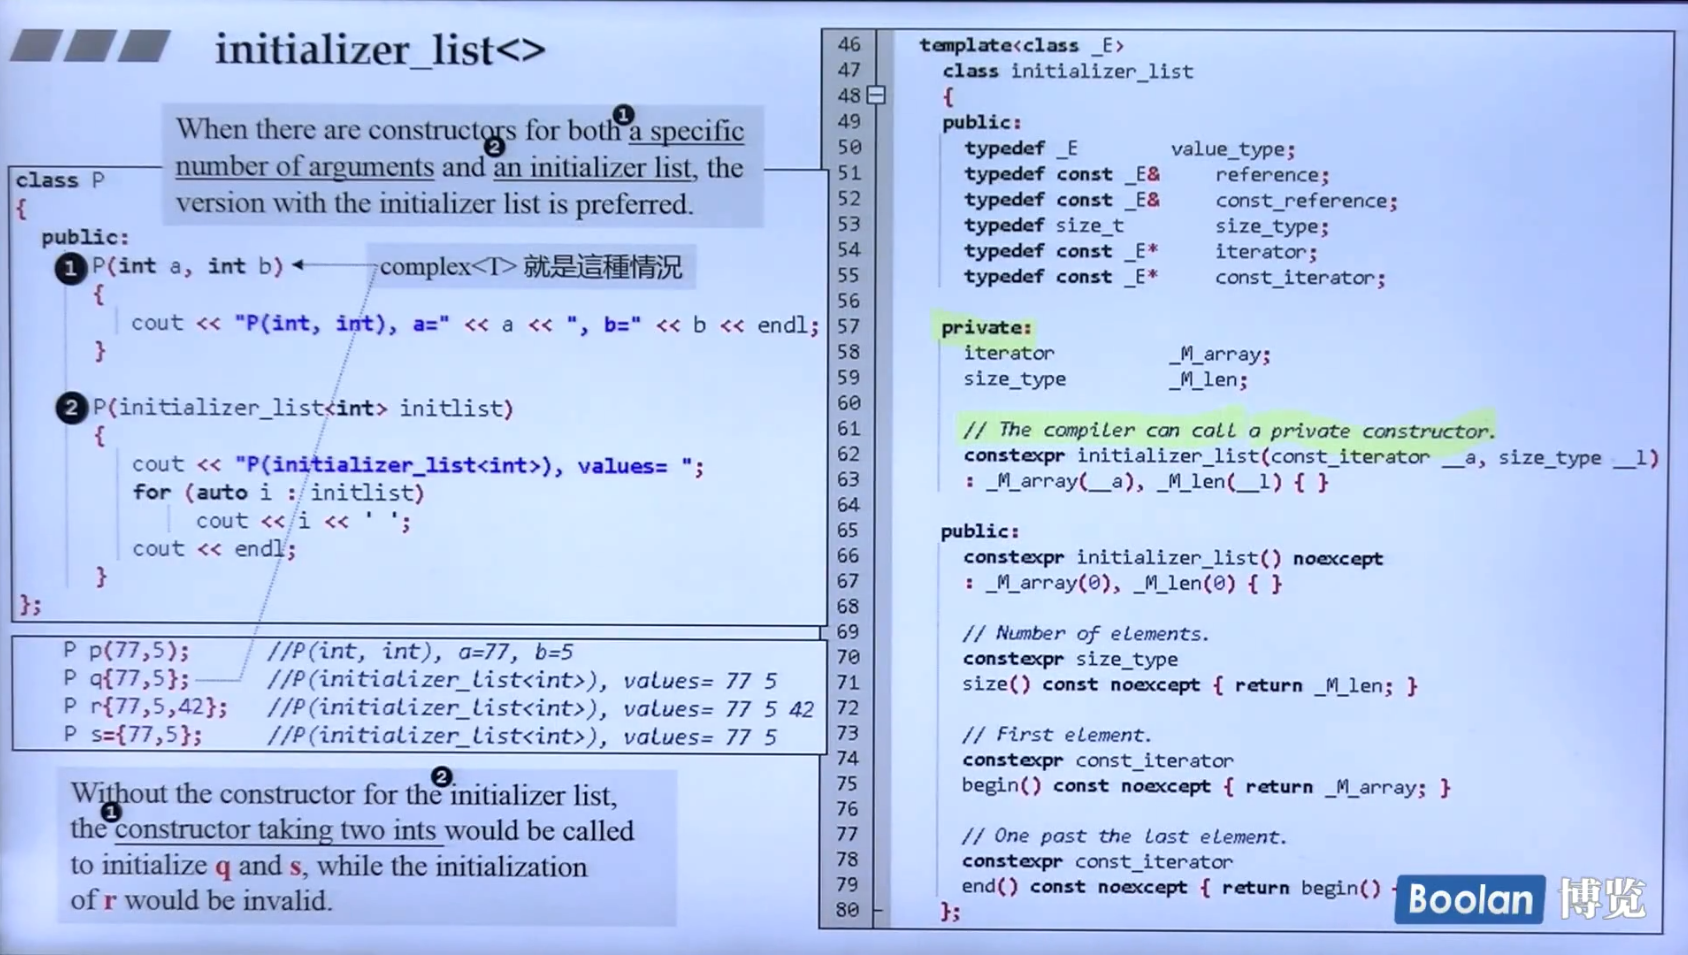 initializer_list<>
When there are constructors for both ❶a specific
number of arguments and ❷an initializer list, the
version with the initializer list is preferred.
class P
{
public:
❶ P(int a, int b)
complex<T> 就是這種情況
{
cout << "P(int, int), a=" << a << ", b=" << b << endl;
}
❷ P(initializer_list<int> initlist)
{
cout << "P(initializer_list<int>), values= ";
for (auto i : initlist)
cout << i << ' ';
cout << endl;
}
};
P p(77,5); //P(int, int), a=77, b=5
P q{77,5}; //P(initializer_list<int>), values= 77 5
P r{77,5,42}; //P(initializer_list<int>), values= 77 5 42
P s={77,5}; //P(initializer_list<int>), values= 77 5
Without the constructor for the ❷initializer list,
the ❶constructor taking two ints would be called
to initialize q and s, while the initialization
of r would be invalid.
46 template<class _E>
47 class initializer_list
48 {
49 public:
50 typedef _E value_type;
51 typedef const _E& reference;
52 typedef const _E& const_reference;
53 typedef size_t size_type;
54 typedef const _E* iterator;
55 typedef const _E* const_iterator;
56
57 private:
58 iterator _M_array;
59 size_type _M_len;
60
61 // The compiler can call a private constructor.
62 constexpr initializer_list(const_iterator __a, size_type __l)
63 : _M_array(__a), _M_len(__l) { }
64
65 public:
66 constexpr initializer_list() noexcept
67 : _M_array(0), _M_len(0) { }
68
69 // Number of elements.
70 constexpr size_type
71 size() const noexcept { return _M_len; }
72
73 // First element.
74 constexpr const_iterator
75 begin() const noexcept { return _M_array; }
76
77 // One past the last element.
78 constexpr const_iterator
79 end() const noexcept { return begin()
80 };
Boolan 博览